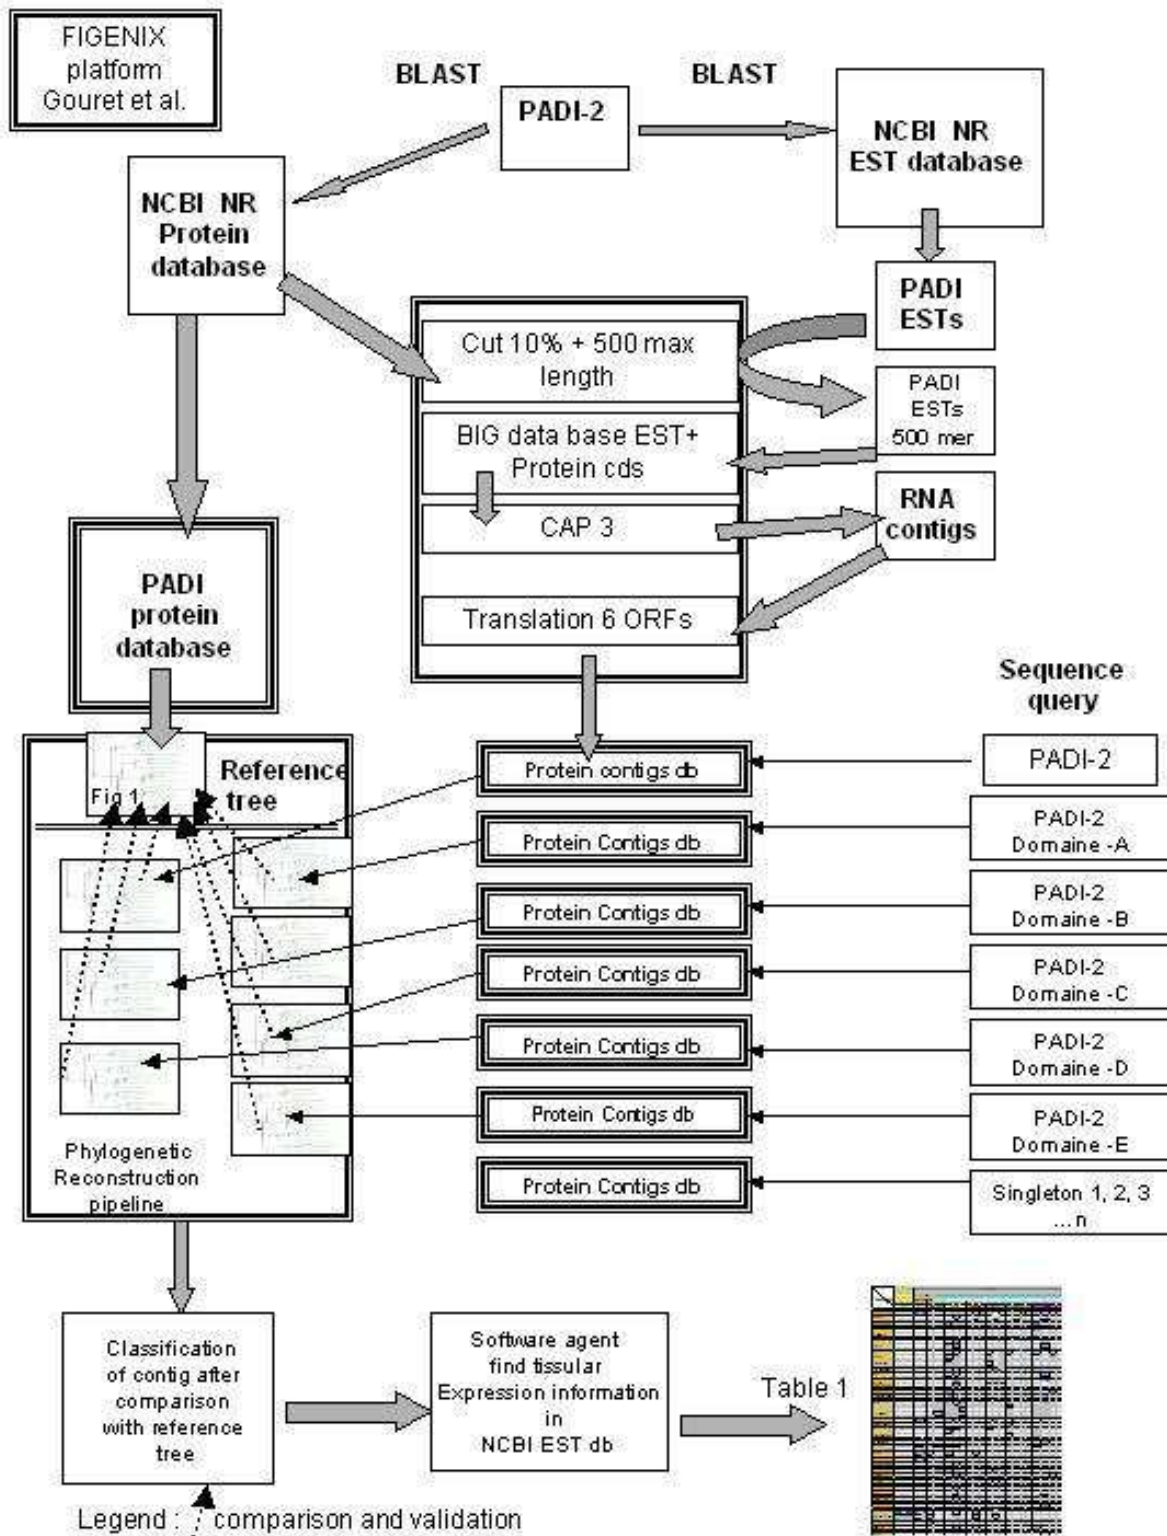 FIGENIX
platform
Gouret et al.
BLAST
BLAST
PADI-2
NCBI NR
EST database
NCBI NR
Protein
database
PADI
ESTs
Cut 10% + 500 max
length
PADI
ESTs
500 mer
BIG data base EST+
Protein cds
RNA
contigs
CAP 3
Translation 6 ORFs
PADI
protein
database
Sequence
query
Reference
tree
Fig 1
Protein contigs db
PADI-2
Protein Contigs db
PADI-2
Domaine -A
Protein Contigs db
PADI-2
Domaine -B
Protein Contigs db
PADI-2
Domaine -C
Protein Contigs db
PADI-2
Domaine -D
Protein Contigs db
PADI-2
Domaine -E
Protein Contigs db
Singleton 1, 2, 3
...n
Phylogenetic
Reconstruction
pipeline
Classification
of contig after
comparison
with reference
tree
Software agent
find tissular
Expression information
in
NCBI EST db
Table 1
Legend : comparison and validation